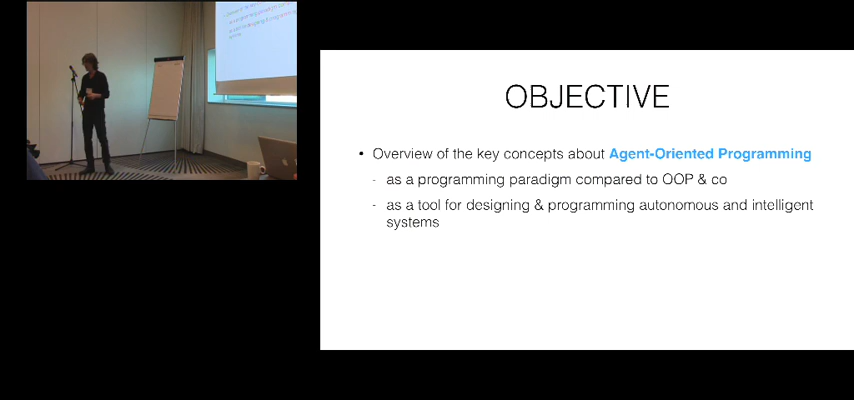 OBJECTIVE
• Overview of the key concepts about Agent-Oriented Programming
- as a programming paradigm compared to OOP & co
- as a tool for designing & programming autonomous and intelligent
systems